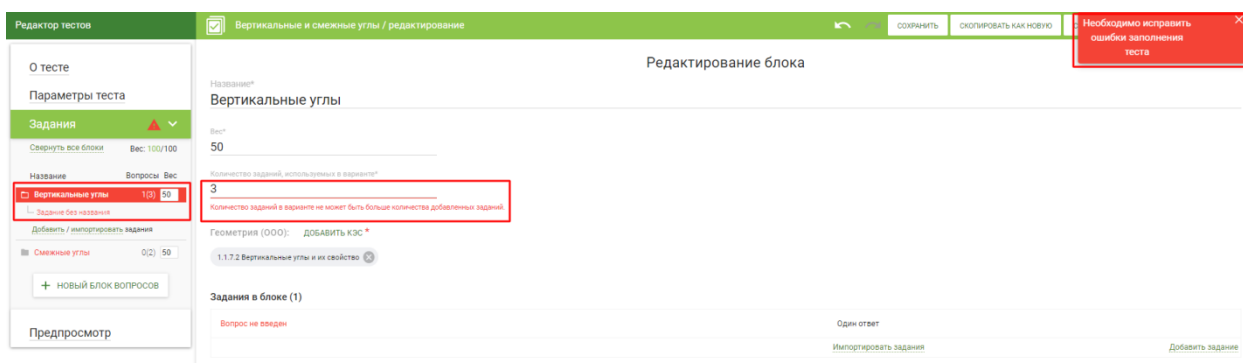 Редактор тестов
Вертикальные и смежные углы / редактирование
СОХРАНИТЬ
СКОПИРОВАТЬ КАК НОВУЮ
Необходимо исправить
ошибки заполнения
теста
О тесте
Параметры теста
Задания
Свернуть все блоки Вес: 100/100
Название Вопросы Вес
Вертикальные углы 1(3) 50
Задание без названия
Добавить / импортировать задания
Смежные углы 0(2) 50
+ НОВЫЙ БЛОК ВОПРОСОВ
Предпросмотр
Редактирование блока
Название*
Вертикальные углы
Вес*
50
Количество заданий, используемых в варианте*
3
Количество заданий в варианте не может быть больше количества добавленных заданий.
Геометрия (ООО): ДОБАВИТЬ КЭС *
1.1.7.2 Вертикальные углы и их свойство
Задания в блоке (1)
Вопрос не введен Один ответ
Импортировать задания Добавить задание